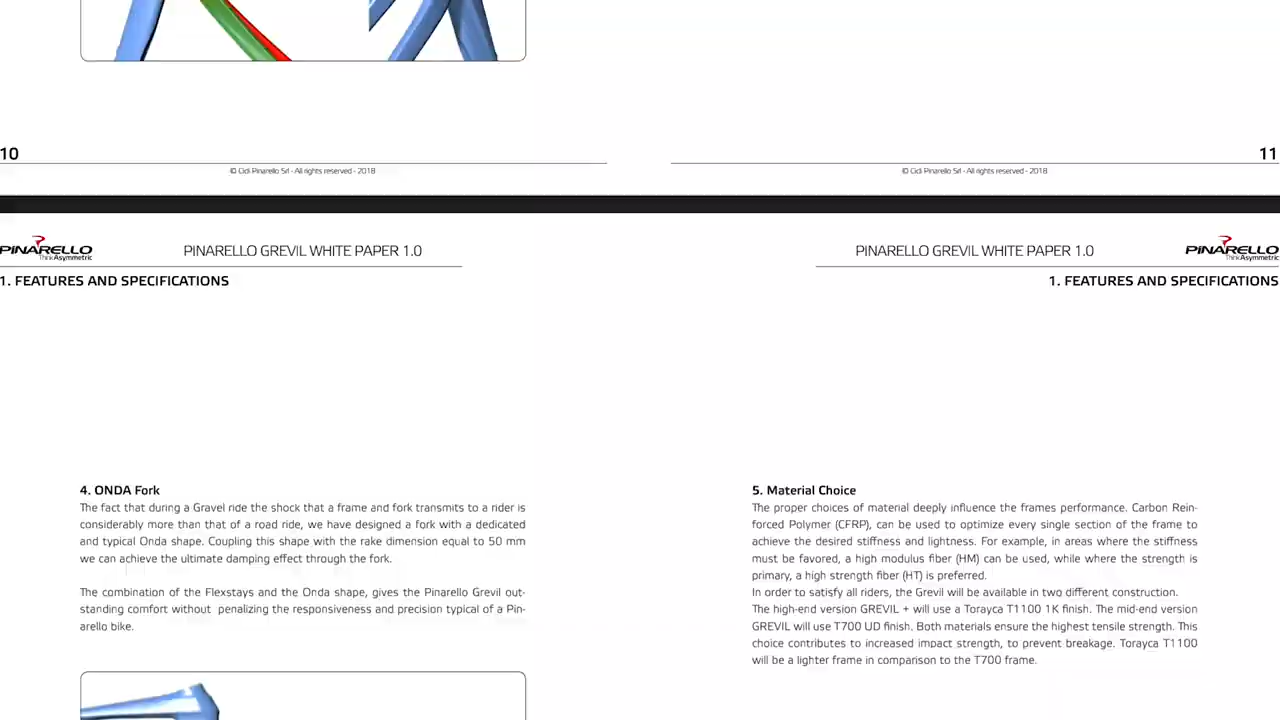 10
© Cicli Pinarello Srl - All rights reserved - 2018
11
© Cicli Pinarello Srl - All rights reserved - 2018
PINARELLO
ThinkAsymmetric
PINARELLO GREVIL WHITE PAPER 1.0
1. FEATURES AND SPECIFICATIONS
4. ONDA Fork
The fact that during a Gravel ride the shock that a frame and fork transmits to a rider is
considerably more than that of a road ride, we have designed a fork with a dedicated
and typical Onda shape. Coupling this shape with the rake dimension equal to 50 mm
we can achieve the ultimate damping effect through the fork.
The combination of the Flexstays and the Onda shape, gives the Pinarello Grevil out-
standing comfort without penalizing the responsiveness and precision typical of a Pin-
arello bike.
PINARELLO GREVIL WHITE PAPER 1.0
PINARELLO
ThinkAsymmetric
1. FEATURES AND SPECIFICATIONS
5. Material Choice
The proper choices of material deeply influence the frames performance. Carbon Rein-
forced Polymer (CFRP), can be used to optimize every single section of the frame to
achieve the desired stiffness and lightness. For example, in areas where the stiffness
must be favored, a high modulus fiber (HM) can be used, while where the strength is
primary, a high strength fiber (HT) is preferred.
In order to satisfy all riders, the Grevil will be available in two different construction.
The high-end version GREVIL + will use a Torayca T1100 1K finish. The mid-end version
GREVIL will use T700 UD finish. Both materials ensure the highest tensile strength. This
choice contributes to increased impact strength, to prevent breakage. Torayca T1100
will be a lighter frame in comparison to the T700 frame.